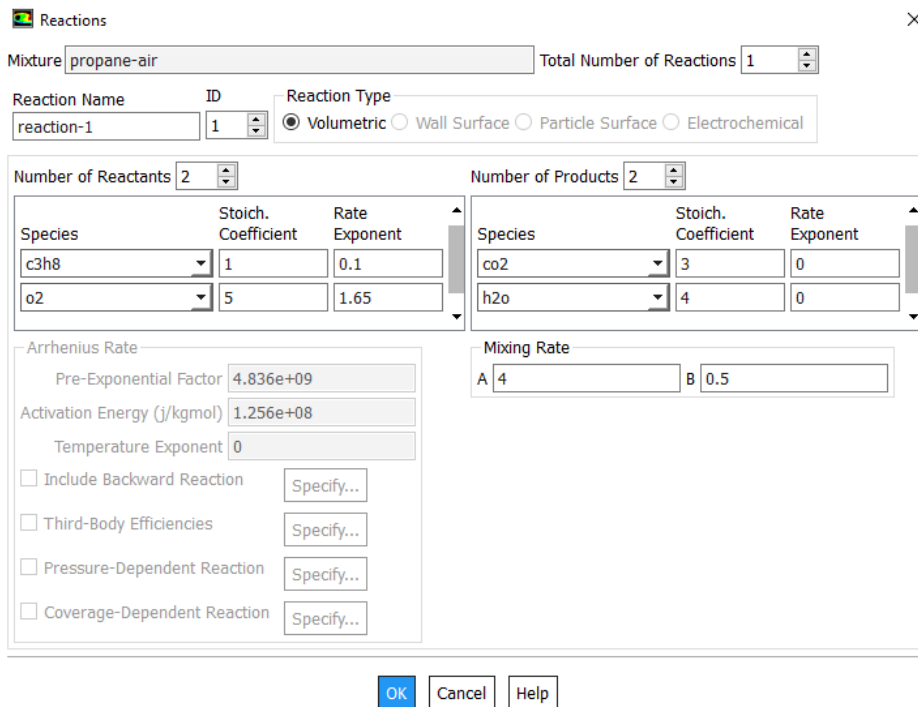 Reactions
Mixture propane-air Total Number of Reactions 1
Reaction Name ID Reaction Type
reaction-1 1 Volumetric Wall Surface Particle Surface Electrochemical
Number of Reactants 2 Number of Products 2
Species Stoich. Coefficient Rate Exponent Species Stoich. Coefficient Rate Exponent
c3h8 1 0.1 co2 3 0
o2 5 1.65 h2o 4 0
Arrhenius Rate Mixing Rate
Pre-Exponential Factor 4.836e+09 A 4 B 0.5
Activation Energy (j/kgmol) 1.256e+08
Temperature Exponent 0
Include Backward Reaction Specify...
Third-Body Efficiencies Specify...
Pressure-Dependent Reaction Specify...
Coverage-Dependent Reaction Specify...
OK Cancel Help